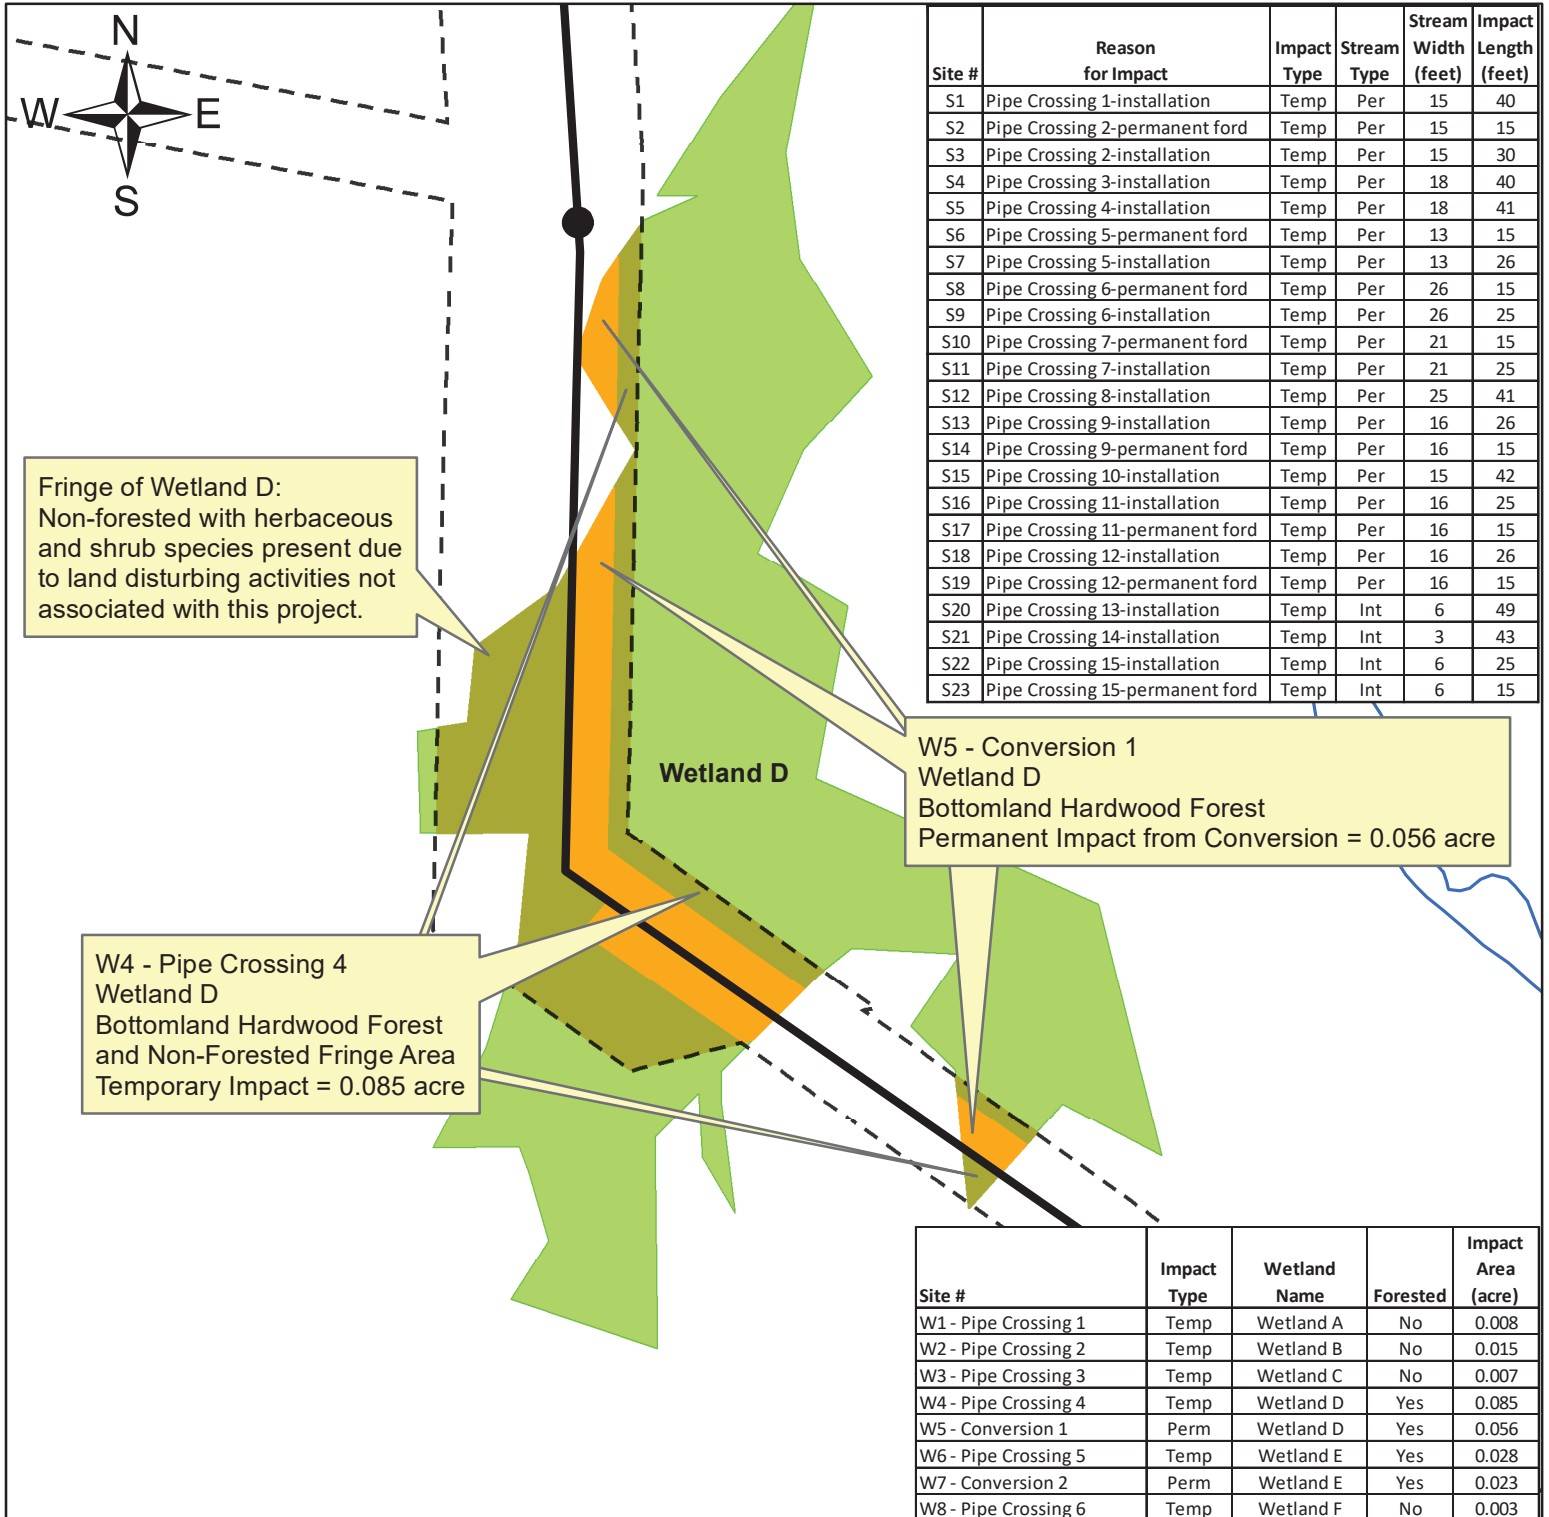 N
W E
S
Site # Reason for Impact Impact Type Stream Type Stream Width (feet) Impact Length (feet)
S1 Pipe Crossing 1-installation Temp Per 15 40
S2 Pipe Crossing 2-permanent ford Temp Per 15 15
S3 Pipe Crossing 2-installation Temp Per 15 30
S4 Pipe Crossing 3-installation Temp Per 18 40
S5 Pipe Crossing 4-installation Temp Per 18 41
S6 Pipe Crossing 5-permanent ford Temp Per 13 15
S7 Pipe Crossing 5-installation Temp Per 13 26
S8 Pipe Crossing 6-permanent ford Temp Per 26 15
S9 Pipe Crossing 6-installation Temp Per 26 25
S10 Pipe Crossing 7-permanent ford Temp Per 21 15
S11 Pipe Crossing 7-installation Temp Per 21 25
S12 Pipe Crossing 8-installation Temp Per 25 41
S13 Pipe Crossing 9-installation Temp Per 16 26
S14 Pipe Crossing 9-permanent ford Temp Per 16 15
S15 Pipe Crossing 10-installation Temp Per 15 42
S16 Pipe Crossing 11-installation Temp Per 16 25
S17 Pipe Crossing 11-permanent ford Temp Per 16 15
S18 Pipe Crossing 12-installation Temp Per 16 26
S19 Pipe Crossing 12-permanent ford Temp Per 16 15
S20 Pipe Crossing 13-installation Temp Int 6 49
S21 Pipe Crossing 14-installation Temp Int 3 43
S22 Pipe Crossing 15-installation Temp Int 6 25
S23 Pipe Crossing 15-permanent ford Temp Int 6 15
Fringe of Wetland D:
Non-forested with herbaceous
and shrub species present due
to land disturbing activities not
associated with this project.
Wetland D
W5 - Conversion 1
Wetland D
Bottomland Hardwood Forest
Permanent Impact from Conversion = 0.056 acre
W4 - Pipe Crossing 4
Wetland D
Bottomland Hardwood Forest
and Non-Forested Fringe Area
Temporary Impact = 0.085 acre
Site # Impact Type Wetland Name Forested Impact Area (acre)
W1 - Pipe Crossing 1 Temp Wetland A No 0.008
W2 - Pipe Crossing 2 Temp Wetland B No 0.015
W3 - Pipe Crossing 3 Temp Wetland C No 0.007
W4 - Pipe Crossing 4 Temp Wetland D Yes 0.085
W5 - Conversion 1 Perm Wetland D Yes 0.056
W6 - Pipe Crossing 5 Temp Wetland E Yes 0.028
W7 - Conversion 2 Perm Wetland E Yes 0.023
W8 - Pipe Crossing 6 Temp Wetland F No 0.003